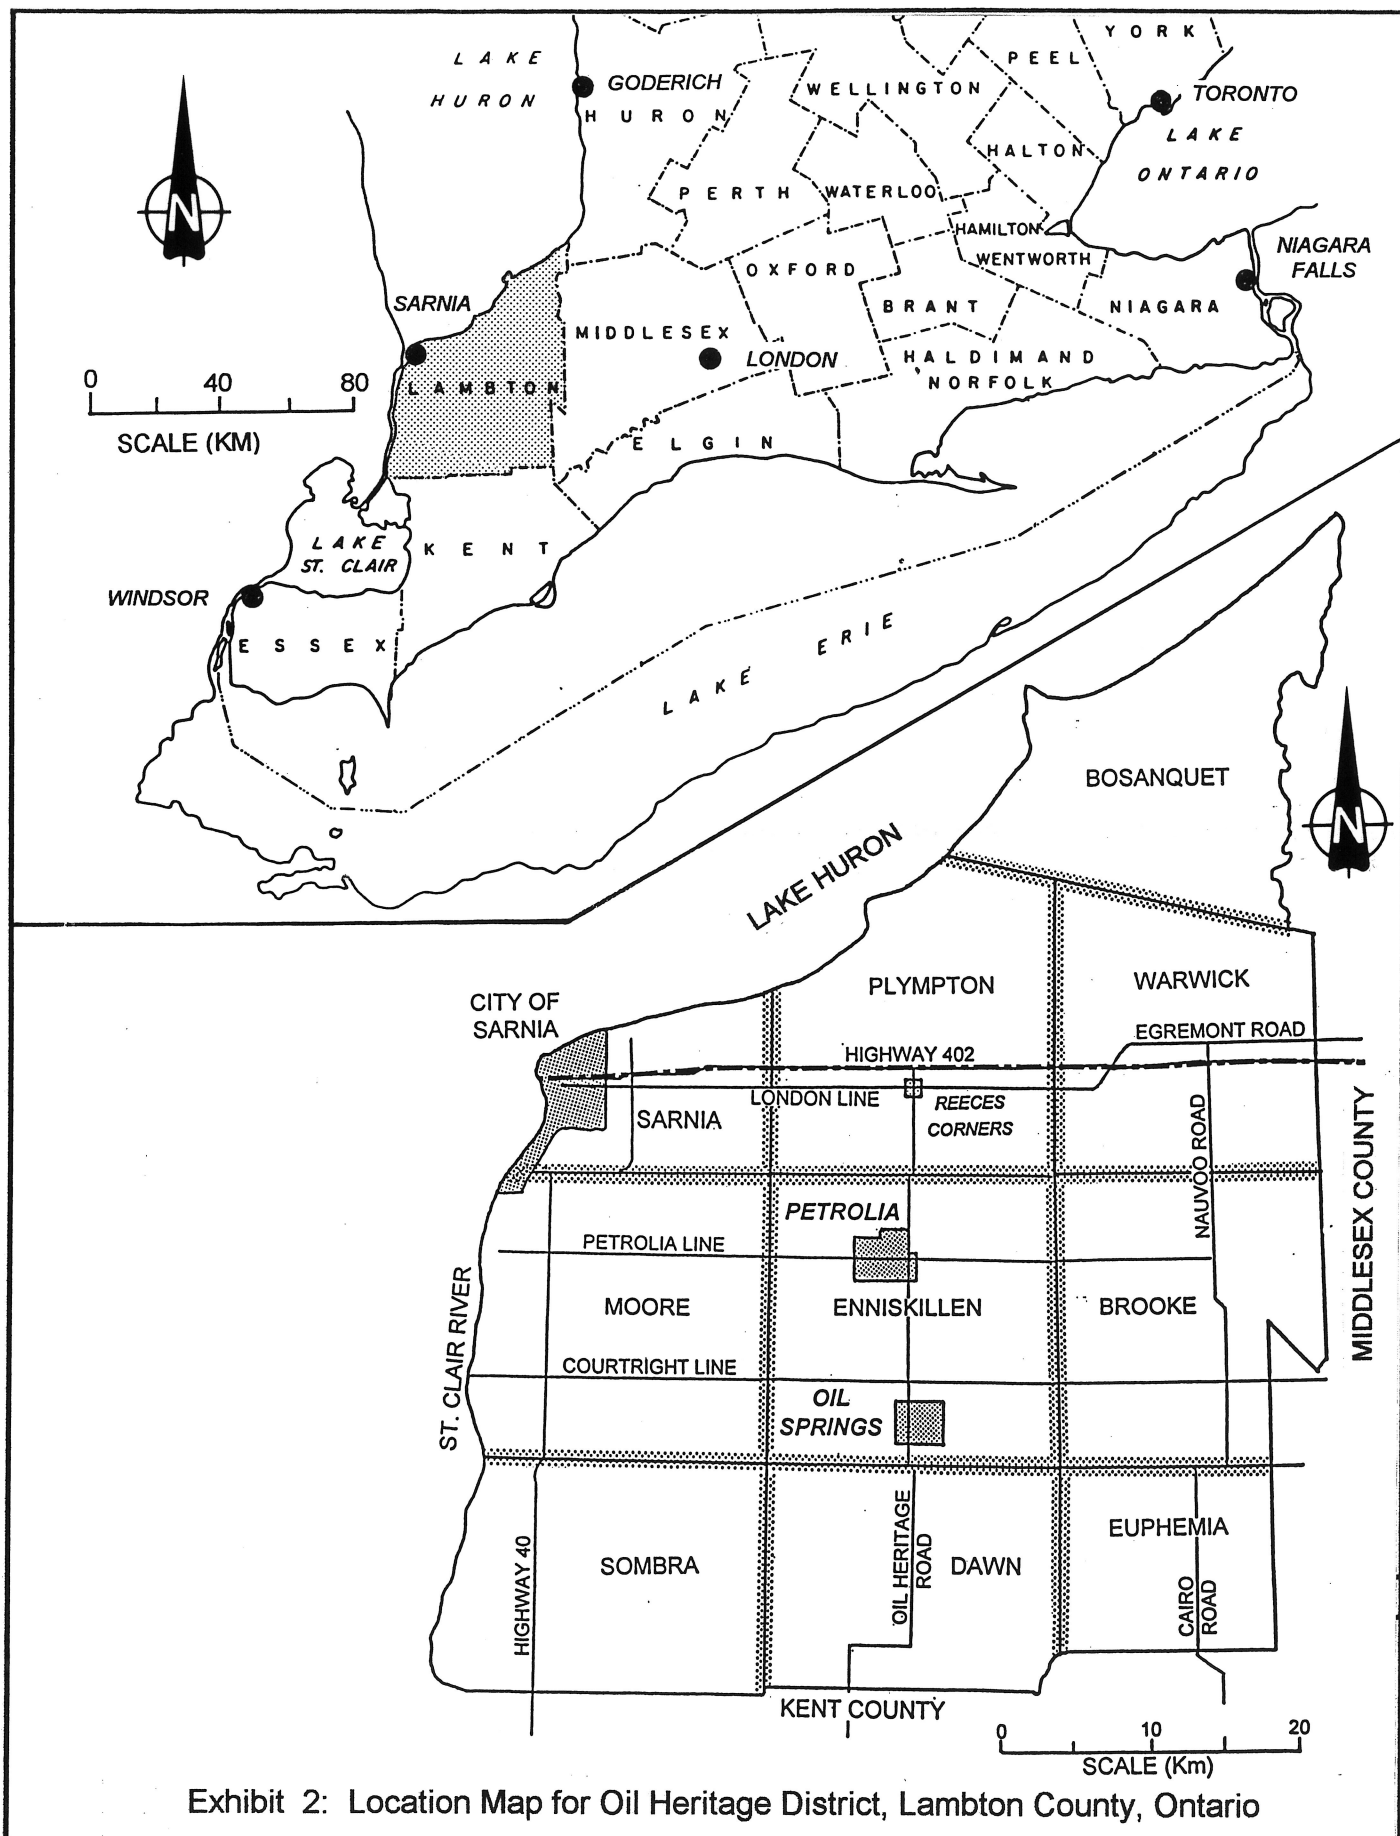 YORK
LAKE
HURON
PEEL
GODERICH
WELLINGTON
TORONTO
HURON
LAKE
ONTARIO
HALTON
N
PERTH
WATERLOO
HAMILTON
WENTWORTH
NIAGARA
FALLS
OXFORD
SARNIA
BRANT
NIAGARA
MIDDLESEX
LONDON
HALDIMAND
NORFOLK
0 40 80
SCALE (KM)
LAMBTON
ELGIN
LAKE
ST. CLAIR
KENT
WINDSOR
ESSEX
LAKE ERIE
BOSANQUET
N
LAKE HURON
PLYMPTON
WARWICK
CITY OF
SARNIA
EGREMONT ROAD
HIGHWAY 402
LONDON LINE
REECES
CORNERS
SARNIA
NAUVOO ROAD
MIDDLESEX COUNTY
PETROLIA
PETROLIA LINE
MOORE
ENNISKILLEN
BROOKE
ST. CLAIR RIVER
COURTRIGHT LINE
OIL
SPRINGS
EUPHEMIA
HIGHWAY 40
SOMBRA
OIL HERITAGE
ROAD
DAWN
CAIRO
ROAD
KENT COUNTY
0 10 20
SCALE (Km)
Exhibit 2: Location Map for Oil Heritage District, Lambton County, Ontario